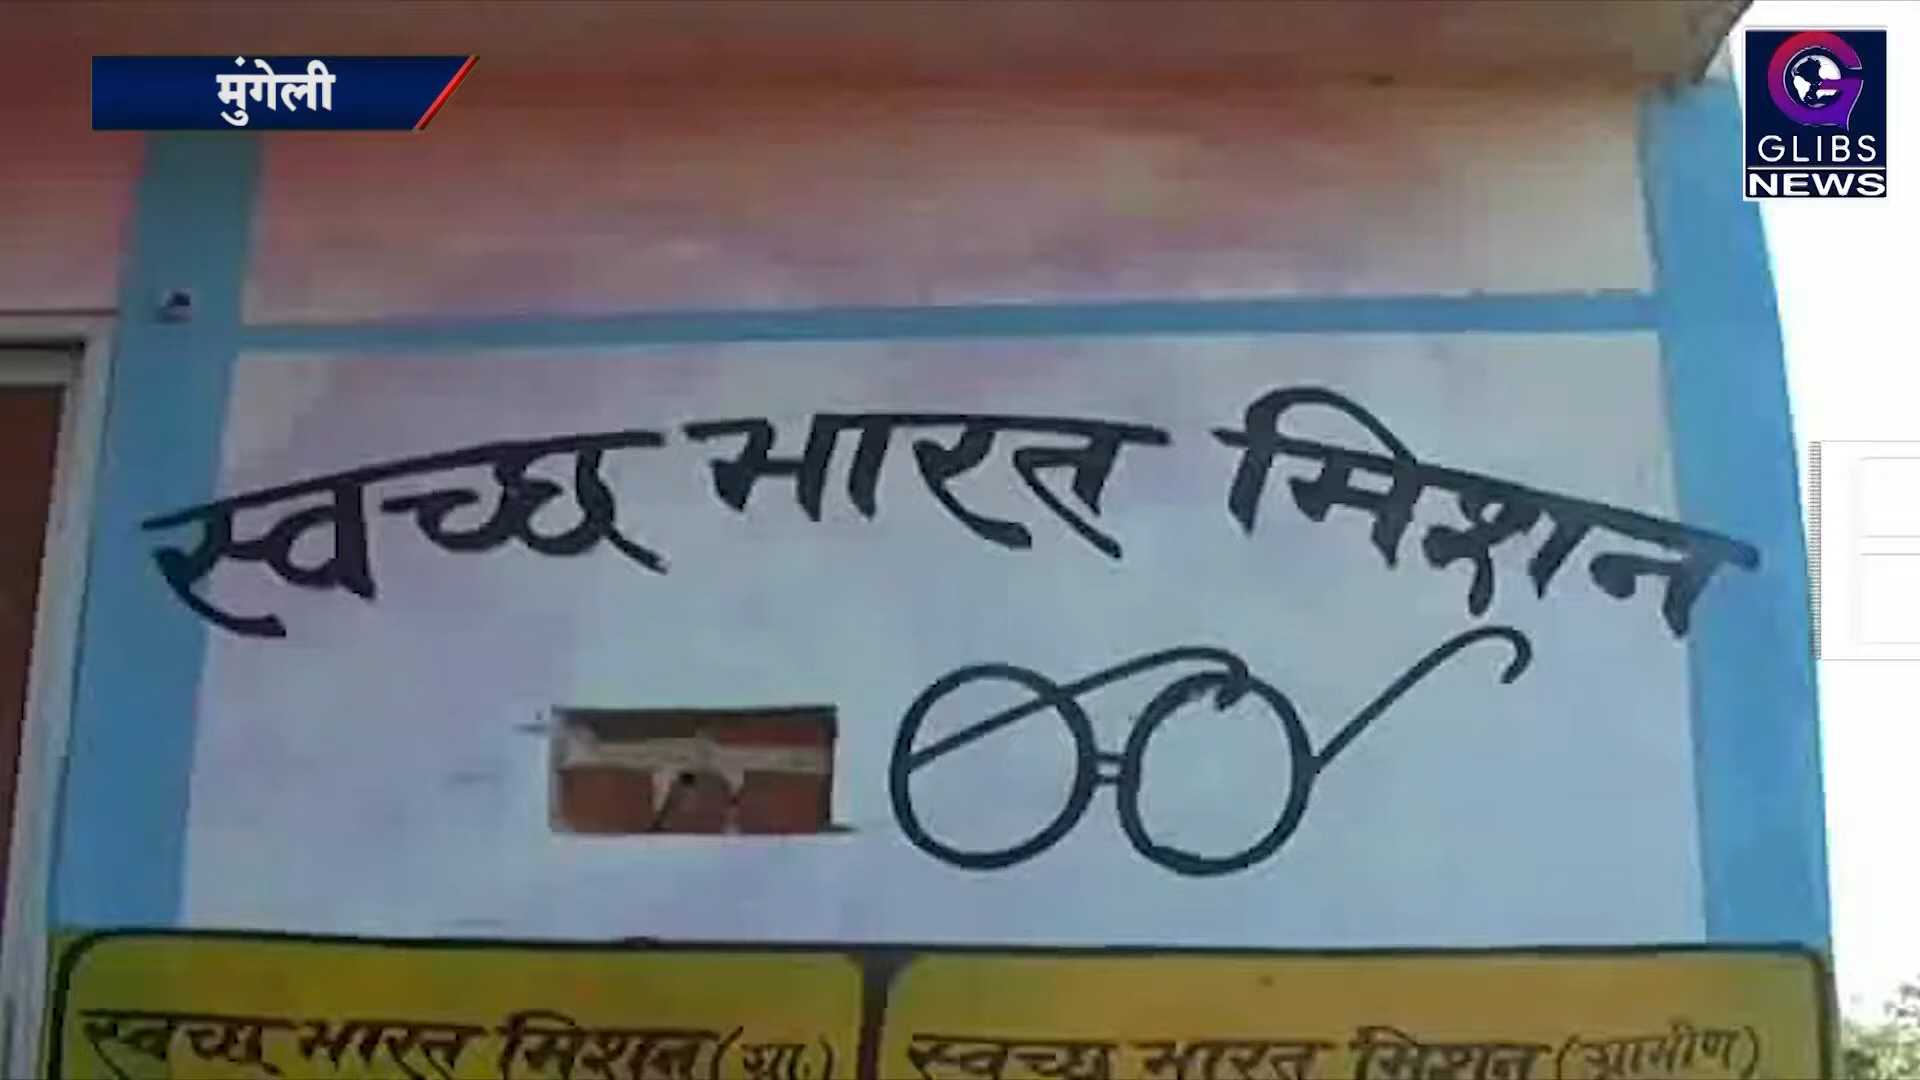 मुंगेली
GLIBS
NEWS
स्वच्छ भारत मिशन
स्वच्छ भारत मिशन (ग्रा.)
स्वच्छ भारत मिशन (ग्रामीण)